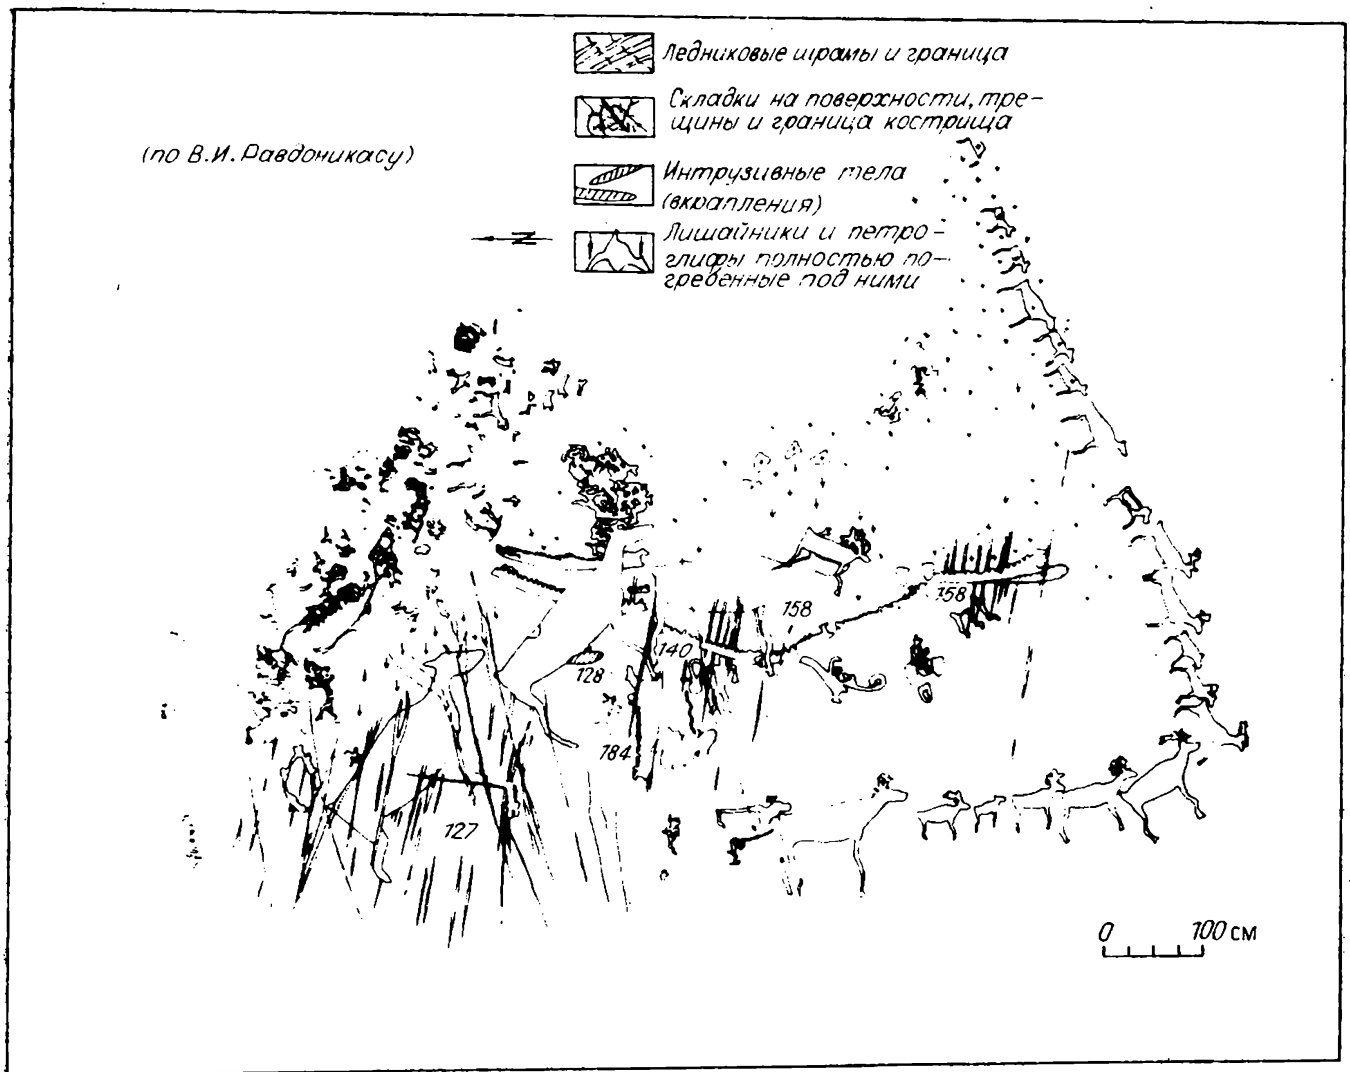 Ледниковые шрамы и граница
Складки на поверхности, тре-
щины и граница кострища
(по В.И. Равдоникасу)
Интрузивные тела
(вкрапления)
N
Лишайники и петро-
глифы полностью по-
гребенные под ними
158
158
140
128
184
127
0 100 см